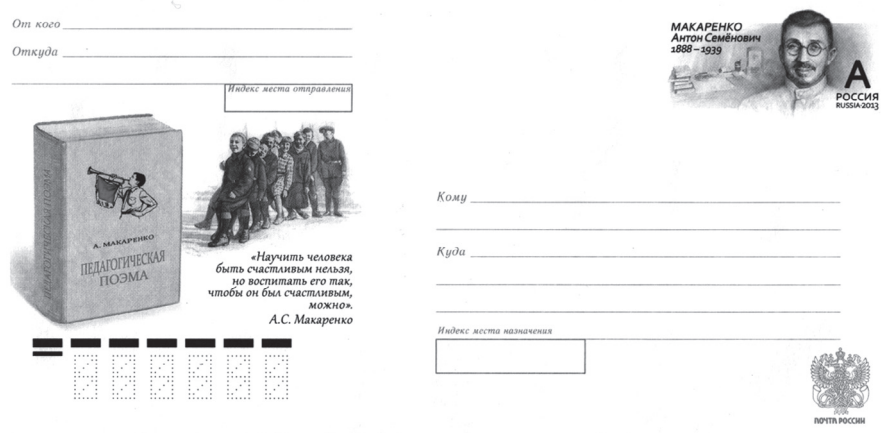 От кого
Откуда
Индекс места отправления
ПЕДАГОГИЧЕСКАЯ ПОЭМА
А. МАКАРЕНКО
ПЕДАГОГИЧЕСКАЯ
ПОЭМА
«Научить человека
быть счастливым нельзя,
но воспитать его так,
чтобы он был счастливым,
можно».
А.С. Макаренко
МАКАРЕНКО
Антон Семёнович
1888–1939
А
РОССИЯ
RUSSIA·2013
Кому
Куда
Индекс места назначения
ПОЧТА РОССИИ